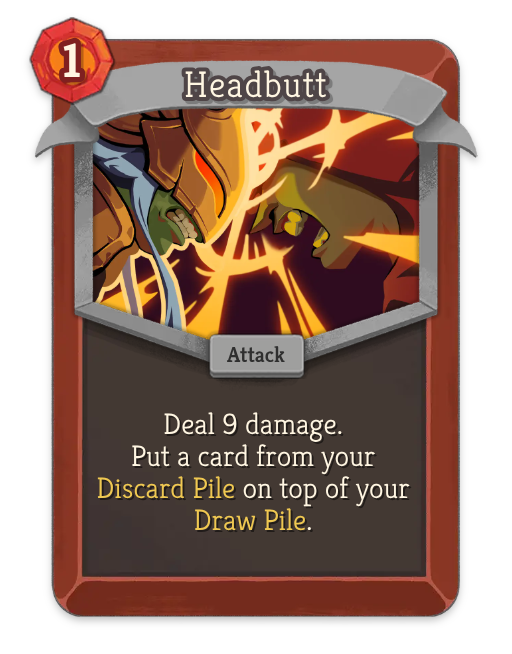 1
Headbutt
Attack
Deal 9 damage.
Put a card from your
Discard Pile on top of your
Draw Pile.